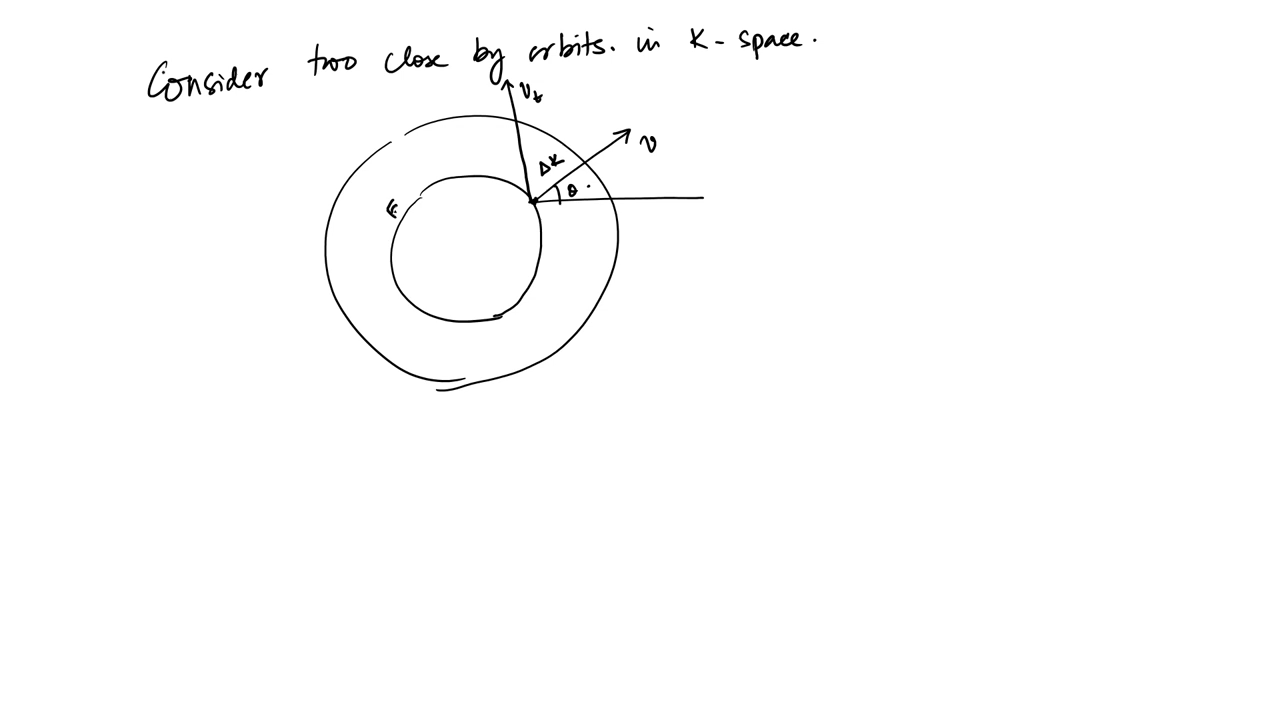 Consider two close by orbits. in K - space.
v
ΔK
θ.